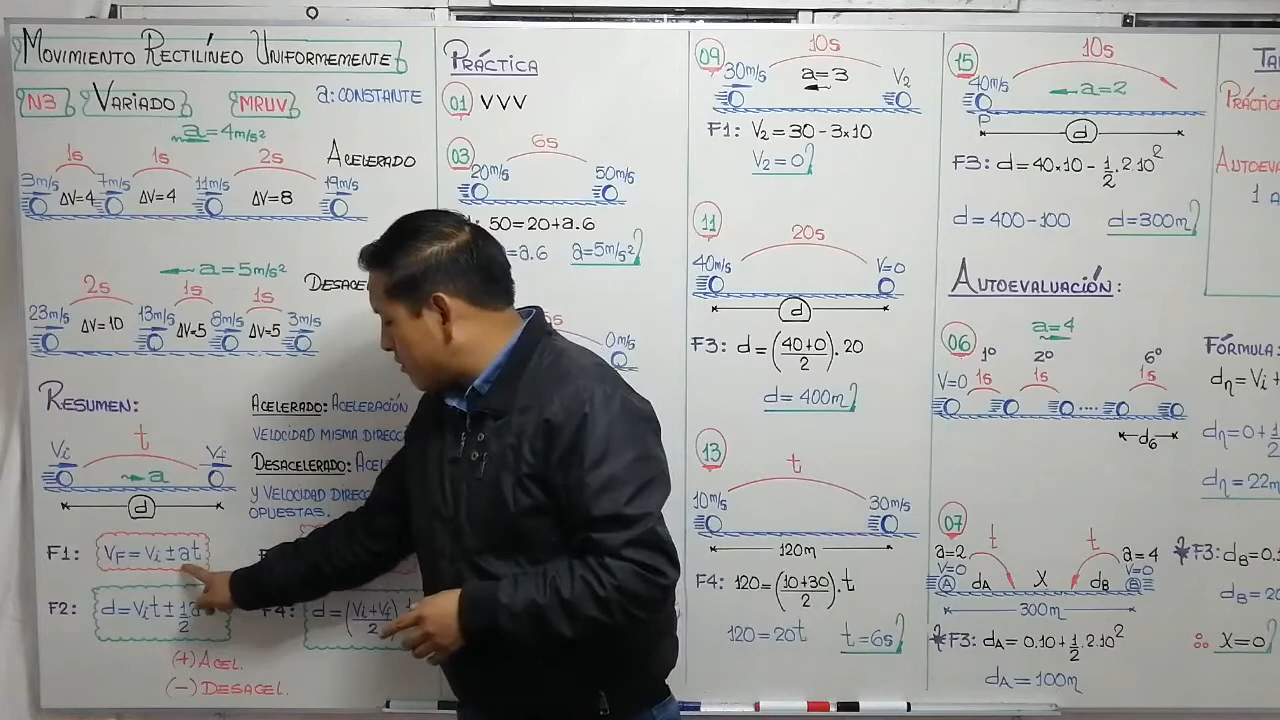 MOVIMIENTO RECTILÍNEO UNIFORMEMENTE
N3 VARIADO MRUV a: CONSTANTE
a=4m/s²
1s 1s 2s ACELERADO
3m/s 7m/s 11m/s 19m/s
ΔV=4 ΔV=4 ΔV=8
a=5m/s²
2s 1s 1s
23m/s 13m/s 8m/s 3m/s
ΔV=10 ΔV=5 ΔV=5
RESUMEN:
Vi t Vf
a
d
ACELERADO: ACELERACIÓN
VELOCIDAD MISMA
DESACELERADO:
Y VELOCIDAD
OPUESTAS.
F1: VF=Vi±at
F2: d=Vit±1/2
F4: d=(Vi+Vf/2)
(+) ACEL.
(−) DESACEL.
PRÁCTICA
01 VVV
03 6s
20m/s 50m/s
50=20+a.6
=a.6 a=5m/s²
0m/s
09 10s
30m/s a=3 V2
F1: V2=30−3×10
V2=0
11 20s
40m/s V=0
d
F3: d=(40+0/2).20
d=400m
13 t
10m/s 30m/s
120m
F4: 120=(10+30/2).t
120=20t t=6s
15 10s
40m/s a=2
P
d
F3: d=40×10−1/2.2.10²
d=400-100 d=300m
AUTOEVALUACIÓN:
06 a=4
1º 2º 6º
V=0 1s 1s 1s
d6
FÓRMULA:
dn=Vi+
dn=0+1/2
dn=22m
07 t t
a=2 a=4
V=0 V=0
A dA X dB B
300m
*F3: dA=0.10+1/2.2.10²
dA=100m
*F3: dB=0.
dB=20
∴ X=0
1